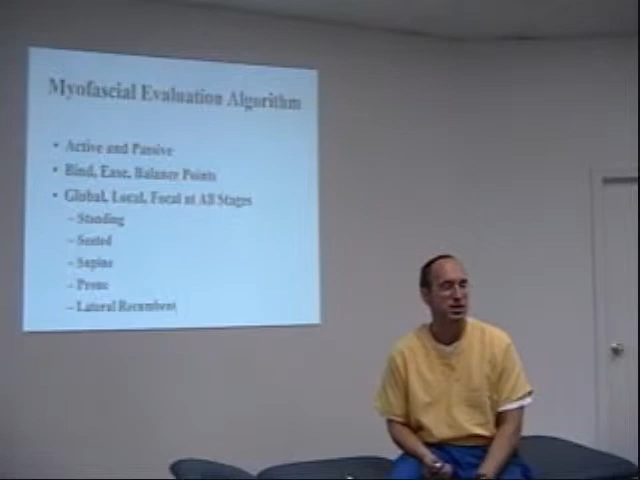 Myofascial Evaluation Algorithm
• Active and Passive
• Bind, Ease, Balance Points
• Global, Local, Focal at All Stages
– Standing
– Seated
– Supine
– Prone
– Lateral Recumbent